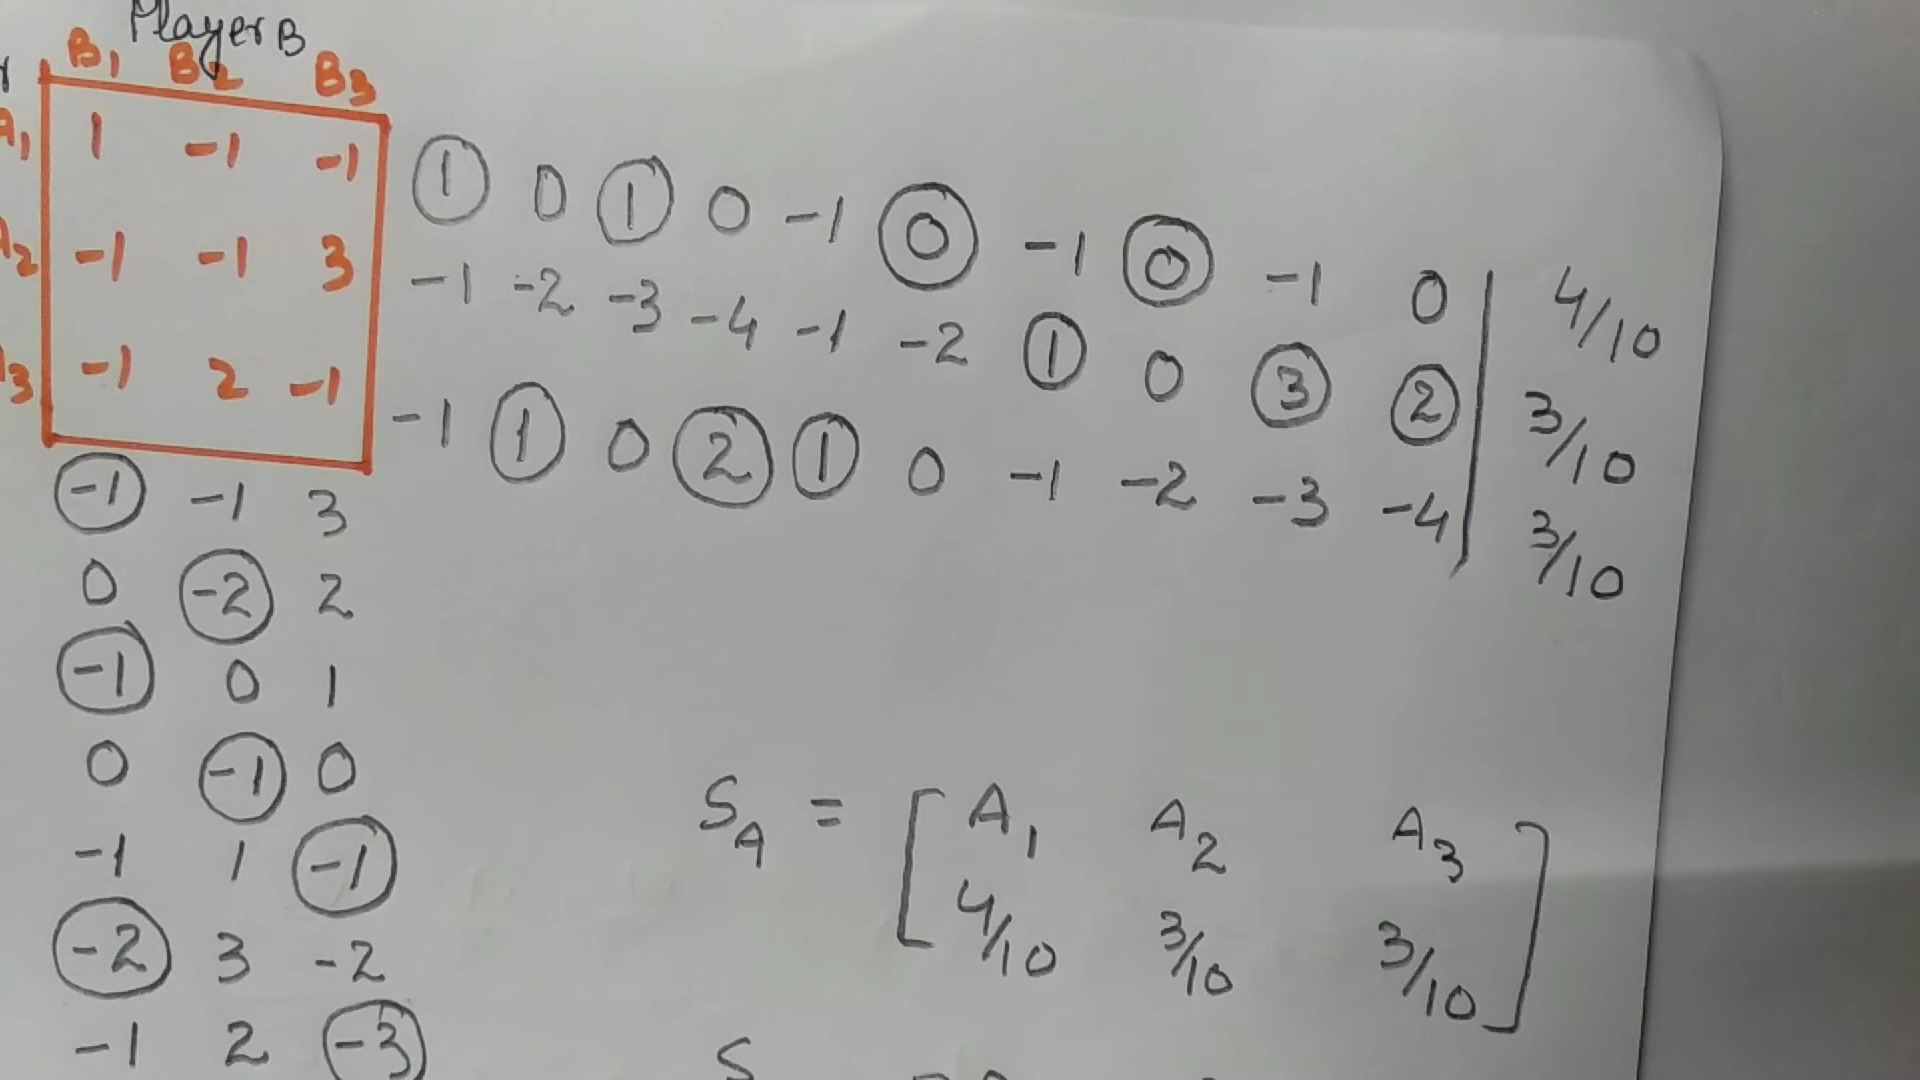 Player B
B1 B2 B3
A1 1 -1 -1 1 0 1 0 -1 0 -1 0 -1 0 4/10
A2 -1 -1 3 -1 -2 -3 -4 -1 -2 1 0 3 2 3/10
A3 -1 2 -1 -1 1 0 2 1 0 -1 -2 -3 -4 3/10
-1 -1 3
0 -2 2
-1 0 1
0 -1 0
-1 1 -1
-2 3 -2
-1 2 -3
SA = [ A1 A2 A3
4/10 3/10 3/10 ]
S